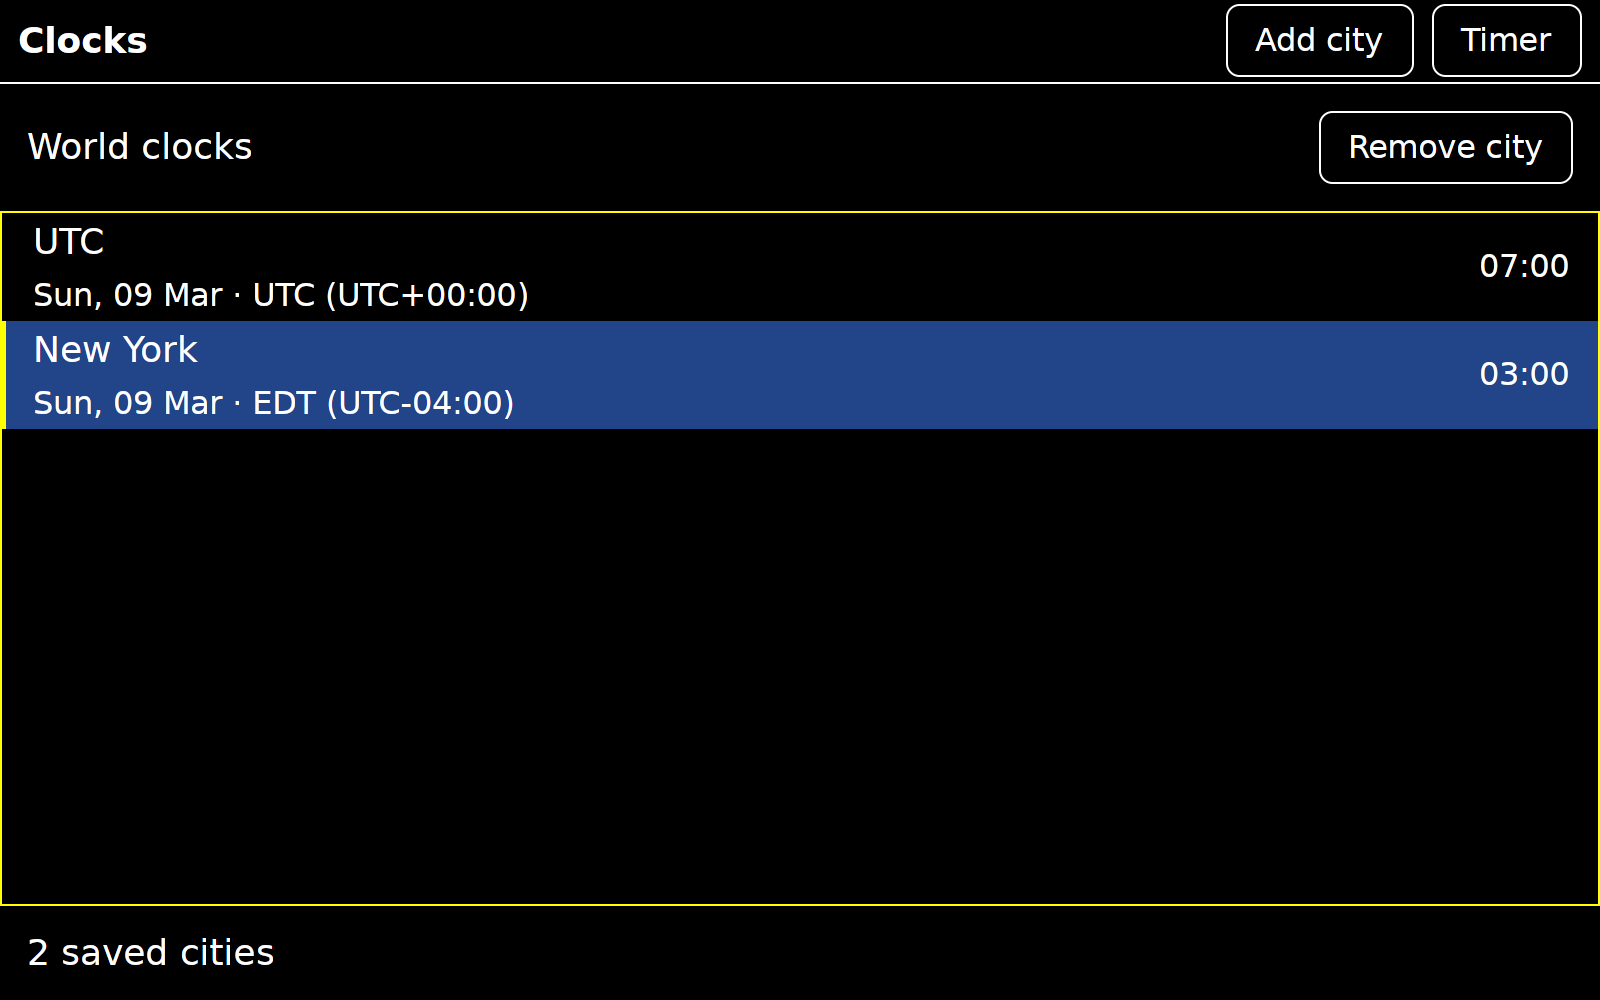 Clocks
Add city
Timer
World clocks
Remove city
UTC
07:00
Sun, 09 Mar · UTC (UTC+00:00)
New York
03:00
Sun, 09 Mar · EDT (UTC-04:00)
2 saved cities